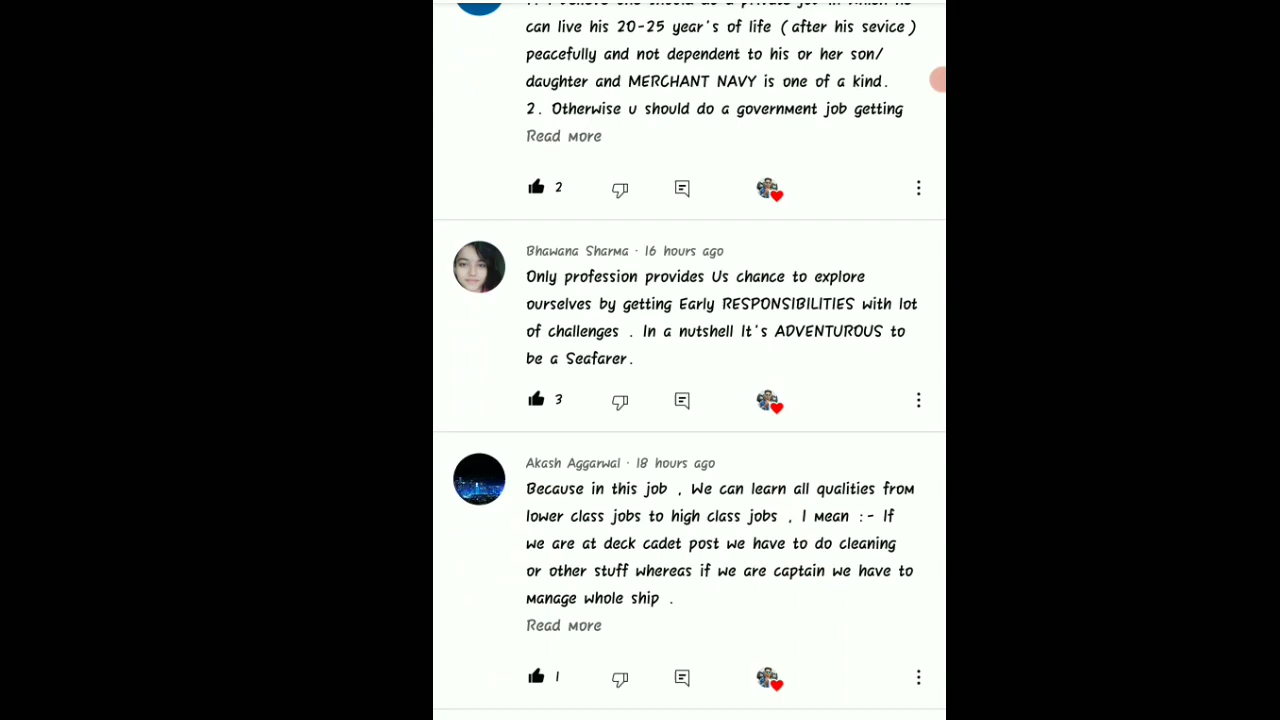 can live his 20-25 year's of life (after his sevice)
peacefully and not dependent to his or her son/
daughter and MERCHANT NAVY is one of a kind.
2. Otherwise u should do a government job getting
Read more
2
Bhawana Sharma · 16 hours ago
Only profession provides Us chance to explore
ourselves by getting Early RESPONSIBILITIES with lot
of challenges . In a nutshell It's ADVENTUROUS to
be a Seafarer.
3
Akash Aggarwal · 18 hours ago
Because in this job , We can learn all qualities from
lower class jobs to high class jobs , I mean :- If
we are at deck cadet post we have to do cleaning
or other stuff whereas if we are captain we have to
manage whole ship .
Read more
1